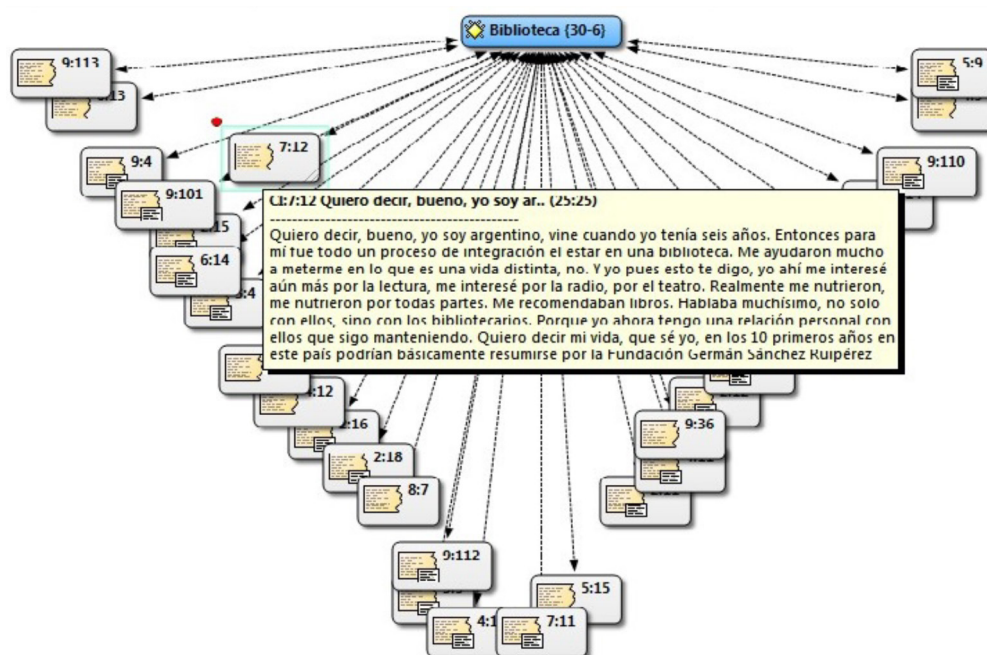 Biblioteca {30-6}
9:113
5:9
7:12
9:4
9:110
9:101
6:14
CI:7:12 Quiero decir, bueno, yo soy ar.. (25:25)
Quiero decir, bueno, yo soy argentino, vine cuando yo tenía seis años. Entonces para
mí fue todo un proceso de integración el estar en una biblioteca. Me ayudaron mucho
a meterme en lo que es una vida distinta, no. Y yo pues esto te digo, yo ahí me interesé
aún más por la lectura, me interesé por la radio, por el teatro. Realmente me nutrieron,
me nutrieron por todas partes. Me recomendaban libros. Hablaba muchísimo, no solo
con ellos, sino con los bibliotecarios. Porque yo ahora tengo una relación personal con
ellos que sigo manteniendo. Quiero decir mi vida, que sé yo, en los 10 primeros años en
este país podrían básicamente resumirse por la Fundación Germán Sánchez Ruipérez
2:16
9:36
2:18
8:7
9:112
5:15
7:11